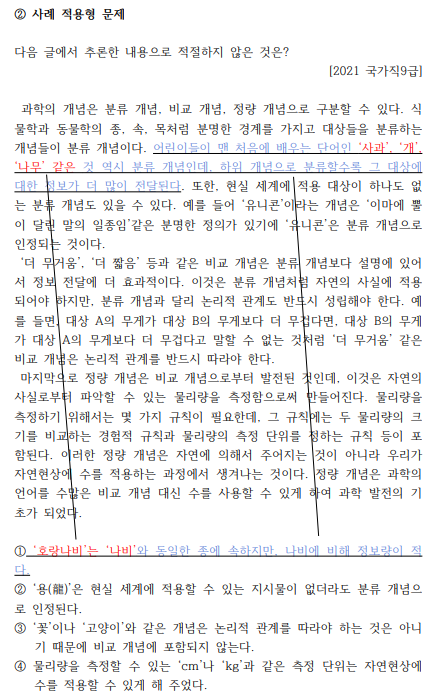 ② 사례 적용형 문제
다음 글에서 추론한 내용으로 적절하지 않은 것은?
[2021 국가직9급]
과학의 개념은 분류 개념, 비교 개념, 정량 개념으로 구분할 수 있다. 식
물학과 동물학의 종, 속, 목처럼 분명한 경계를 가지고 대상들을 분류하는
개념들이 분류 개념이다. 어린이들이 맨 처음에 배우는 단어인 ‘사과’, ‘개’,
‘나무’ 같은 것 역시 분류 개념인데, 하위 개념으로 분류할수록 그 대상에
대한 정보가 더 많이 전달된다. 또한, 현실 세계에 적용 대상이 하나도 없
는 분류 개념도 있을 수 있다. 예를 들어 ‘유니콘’이라는 개념은 ‘이마에 뿔
이 달린 말의 일종임’같은 분명한 정의가 있기에 ‘유니콘’은 분류 개념으로
인정되는 것이다.
‘더 무거움’, ‘더 짧음’ 등과 같은 비교 개념은 분류 개념보다 설명에 있어
서 정보 전달에 더 효과적이다. 이것은 분류 개념처럼 자연의 사실에 적용
되어야 하지만, 분류 개념과 달리 논리적 관계도 반드시 성립해야 한다. 예
를 들면, 대상 A의 무게가 대상 B의 무게보다 더 무겁다면, 대상 B의 무게
가 대상 A의 무게보다 더 무겁다고 말할 수 없는 것처럼 ‘더 무거움’ 같은
비교 개념은 논리적 관계를 반드시 따라야 한다.
마지막으로 정량 개념은 비교 개념으로부터 발전된 것인데, 이것은 자연의
사실로부터 파악할 수 있는 물리량을 측정함으로써 만들어진다. 물리량을
측정하기 위해서는 몇 가지 규칙이 필요한데, 그 규칙에는 두 물리량의 크
기를 비교하는 경험적 규칙과 물리량의 측정 단위를 정하는 규칙 등이 포
함된다. 이러한 정량 개념은 자연에 의해서 주어지는 것이 아니라 우리가
자연현상에 수를 적용하는 과정에서 생겨나는 것이다. 정량 개념은 과학의
언어를 수많은 비교 개념 대신 수를 사용할 수 있게 하여 과학 발전의 기
초가 되었다.
① ‘호랑나비’는 ‘나비’와 동일한 종에 속하지만, 나비에 비해 정보량이 적
다.
② ‘용(龍)’은 현실 세계에 적용할 수 있는 지시물이 없더라도 분류 개념으
로 인정된다.
③ ‘꽃’이나 ‘고양이’와 같은 개념은 논리적 관계를 따라야 하는 것은 아니
기 때문에 비교 개념에 포함되지 않는다.
④ 물리량을 측정할 수 있는 ‘cm’나 ‘kg’과 같은 측정 단위는 자연현상에
수를 적용할 수 있게 해 주었다.